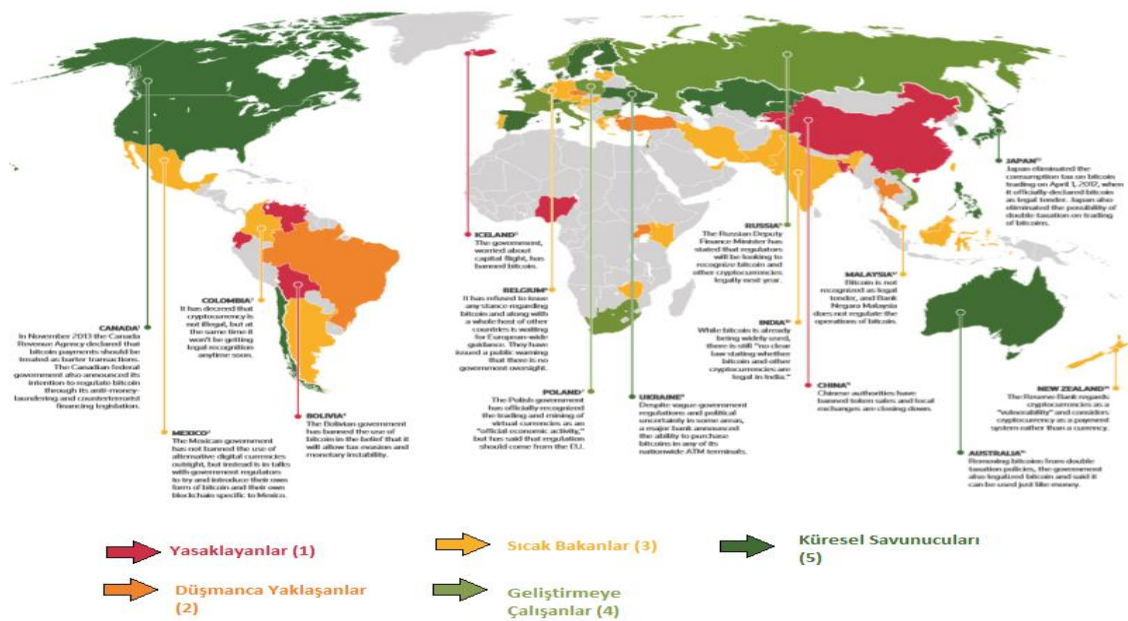 CANADA
In November 2013 the Canada
Revenue Agency declared that
bitcoin payments should be
treated as barter transactions.
The Canadian federal
government also announced its
intention to regulate bitcoin
through its anti-money-
laundering and counterterrorist
financing legislation.
MEXICO
The Mexican government
has not banned the use of
alternative digital currencies
outright, but instead is in talks
with government regulators
to try and introduce their own
form of bitcoin and their own
blockchain specific to Mexico.
COLOMBIA
It has decreed that
cryptocurrency is
not illegal, but at
the same time it
won't be getting
legal recognition
anytime soon.
BOLIVIA
The Bolivian government
has banned the use of
bitcoin in the belief that it
will allow tax evasion and
monetary instability.
ICELAND
The government,
worried about
capital flight, has
banned bitcoin.
BELGIUM
It has refused to issue
any stance regarding
bitcoin and along with
a whole host of other
countries is waiting
for European-wide
guidance. They have
issued a public warning
that there is no
government oversight.
POLAND
The Polish government
has officially recognized
the trading and mining of
virtual currencies as an
"official economic activity,"
but has said that regulation
should come from the EU.
UKRAINE
Despite vague government
regulations and political
uncertainty in some areas,
a major bank announced the
ability to purchase
bitcoins in any of its
nationwide ATM terminals.
RUSSIA
The Russian Deputy
Finance Minister has
stated that regulators
will be looking to
recognize bitcoin and
other cryptocurrencies
legally next year.
INDIA
While bitcoin is already
being widely used,
there is still "no clear
law stating whether
bitcoin and other
cryptocurrencies are
legal in India."
CHINA
Chinese authorities have
banned token sales and local
exchanges are closing down.
JAPAN
Japan eliminated the
consumption tax on bitcoin
trading on April 1, 2017, when
it officially declared bitcoin
as legal tender. Japan also
eliminated the possibility of
double taxation on trading
of bitcoins.
MALAYSIA
Bitcoin is not
recognized as legal
tender, and Bank
Negara Malaysia
does not regulate the
operations of bitcoin.
NEW ZEALAND
The Reserve Bank regards
cryptocurrencies as a
"vulnerability" and considers
cryptocurrency as a payment
system rather than a currency.
AUSTRALIA
Removing bitcoins from double
taxation policies, the government
also legalized bitcoin and said it
can be used just like money.
Yasaklayanlar (1)
Sıcak Bakanlar (3)
Küresel Savunucuları
(5)
Düşmanca Yaklaşanlar
(2)
Geliştirmeye
Çalışanlar (4)